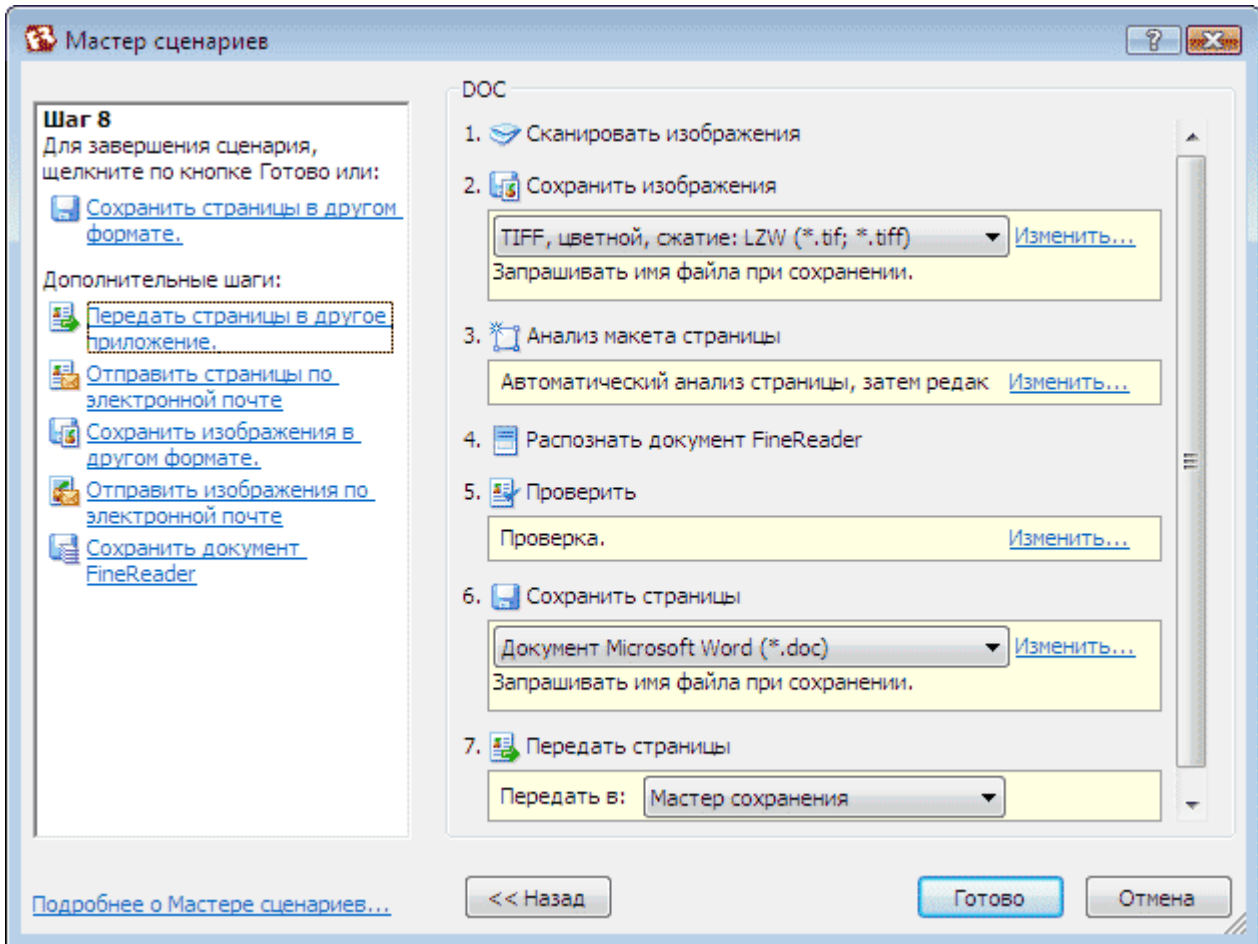 Мастер сценариев
Шаг 8
Для завершения сценария,
щелкните по кнопке Готово или:
Сохранить страницы в другом
формате.
Дополнительные шаги:
Передать страницы в другое
приложение.
Отправить страницы по
электронной почте
Сохранить изображения в
другом формате.
Отправить изображения по
электронной почте
Сохранить документ
FineReader
Подробнее о Мастере сценариев...
DOC
1. Сканировать изображения
2. Сохранить изображения
TIFF, цветной, сжатие: LZW (*.tif; *.tiff) Изменить...
Запрашивать имя файла при сохранении.
3. Анализ макета страницы
Автоматический анализ страницы, затем редак Изменить...
4. Распознать документ FineReader
5. Проверить
Проверка. Изменить...
6. Сохранить страницы
Документ Microsoft Word (*.doc) Изменить...
Запрашивать имя файла при сохранении.
7. Передать страницы
Передать в: Мастер сохранения
<< Назад Готово Отмена